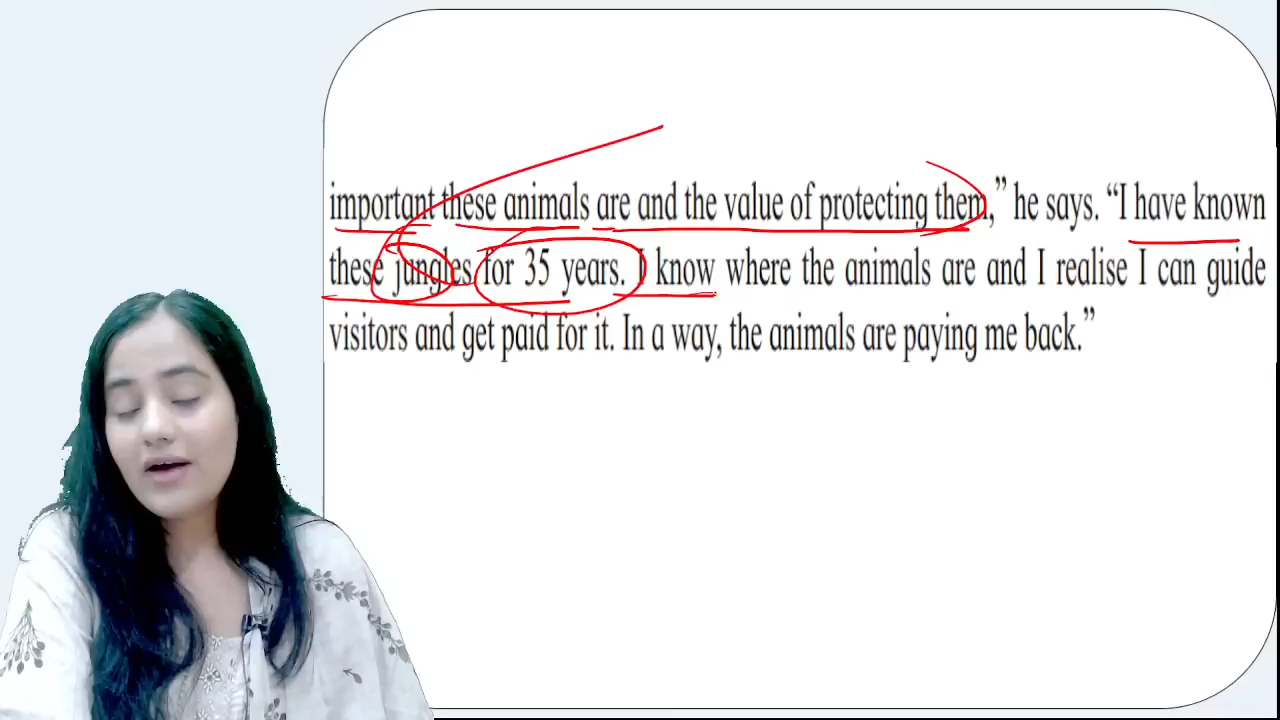 important these animals are and the value of protecting them,” he says. “I have known
these jungles for 35 years. I know where the animals are and I realise I can guide
visitors and get paid for it. In a way, the animals are paying me back.”